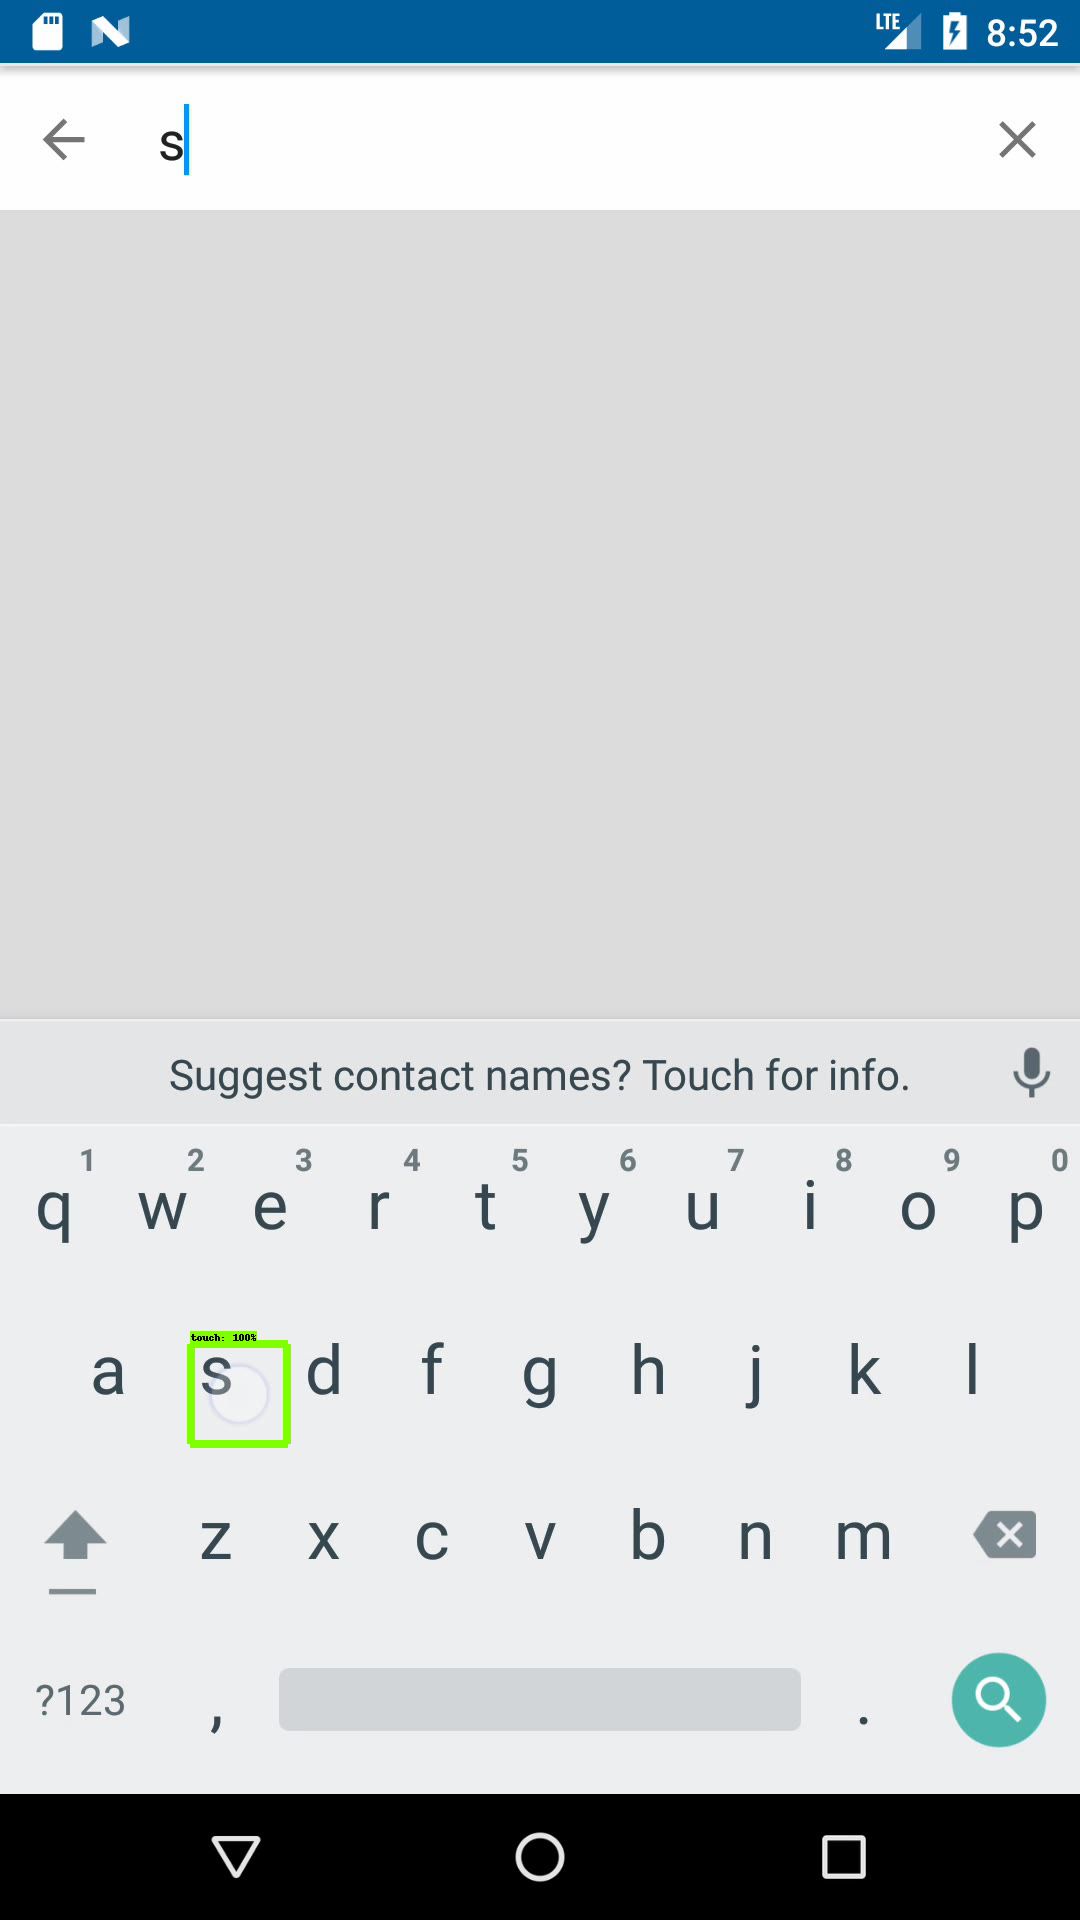 LTE 8:52
s
Suggest contact names? Touch for info.
1 2 3 4 5 6 7 8 9 0
q w e r t y u i o p
touch: 100%
a s d f g h j k l
z x c v b n m
?123 , .